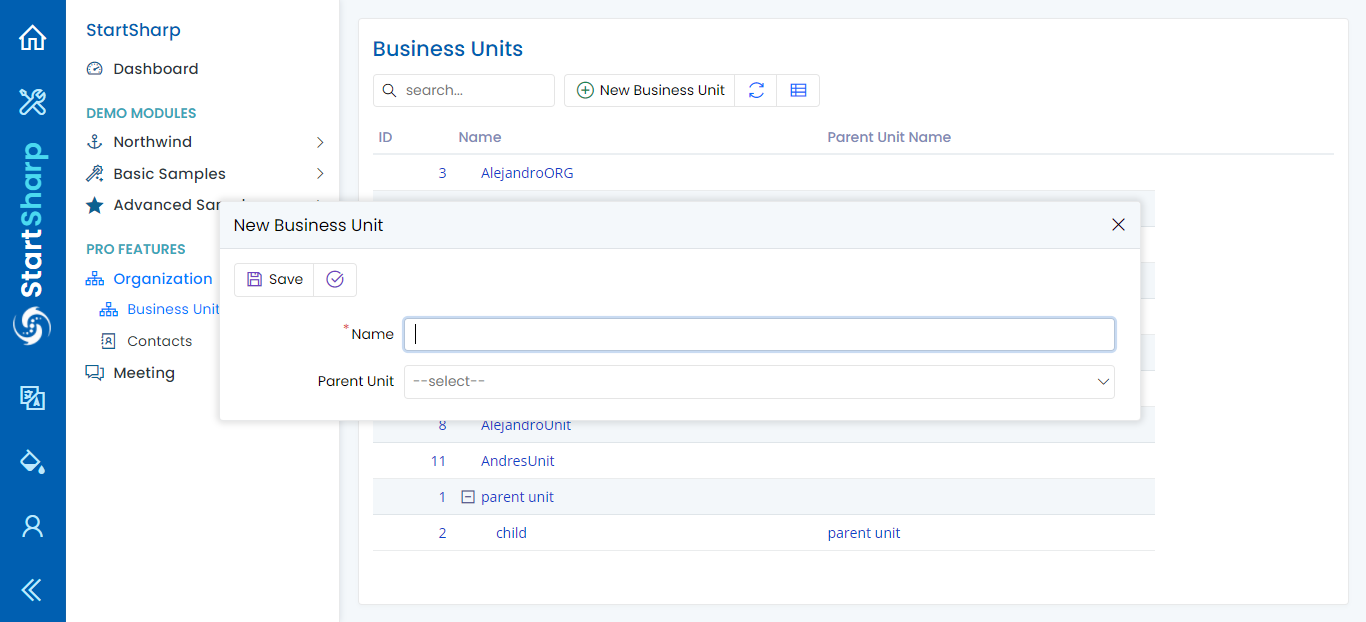 StartSharp
StartSharp
Dashboard
DEMO MODULES
Northwind
Basic Samples
Advanced
PRO FEATURES
Organization
Business Unit
Contacts
Meeting
Business Units
search...
New Business Unit
ID Name Parent Unit Name
3 AlejandroORG
New Business Unit
Save
*Name
Parent Unit --select--
8 AlejandroUnit
11 AndresUnit
1 parent unit
2 child parent unit